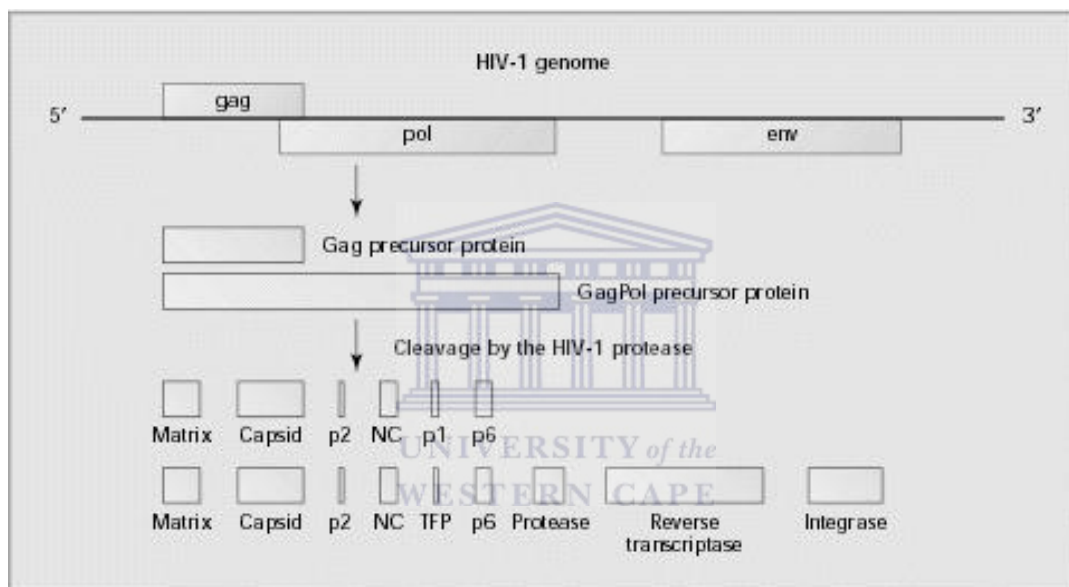 HIV-1 genome
gag
5′ 3′
pol env
Gag precursor protein
GagPol precursor protein
Cleavage by the HIV-1 protease
Matrix Capsid p2 NC p1 p6
UNIVERSITY of the
WESTERN CAPE
Matrix Capsid p2 NC TFP p6 Protease Reverse Integrase
transcriptase